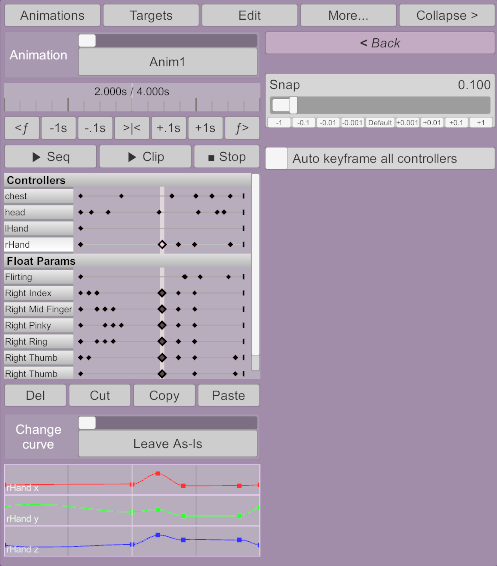 Animations Targets Edit More... Collapse >
Animation
Anim1
< Back
2.000s / 4.000s
Snap 0.100
-1 -0.1 -0.01 -0.001 Default +0.001 +0.01 +0.1 +1
<ƒ -1s -.1s >|< +.1s +1s ƒ>
▶ Seq ▶ Clip ■ Stop
Auto keyframe all controllers
Controllers
chest
head
lHand
rHand
Float Params
Flirting
Right Index
Right Mid Finger
Right Pinky
Right Ring
Right Thumb
Right Thumb
Del Cut Copy Paste
Change
curve
Leave As-Is
rHand x
rHand y
rHand z